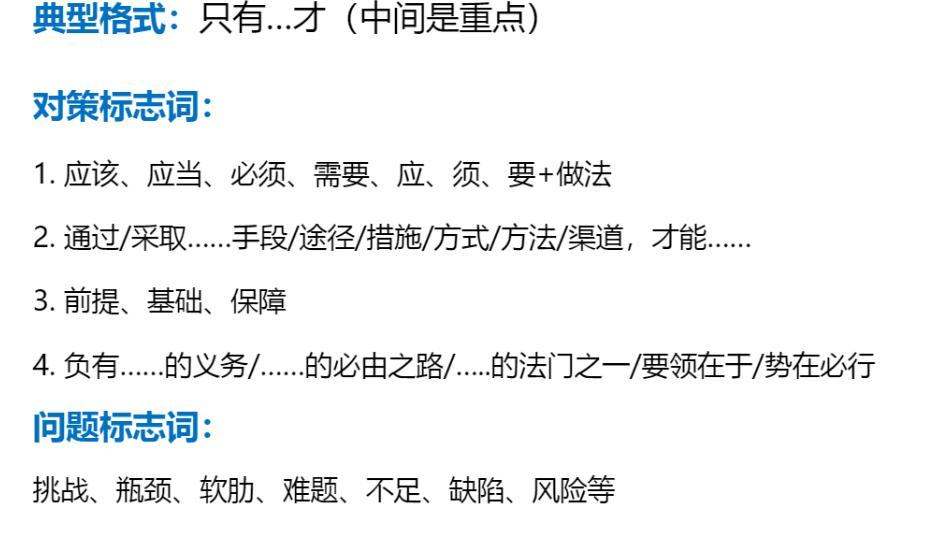 典型格式：只有…才（中间是重点）
对策标志词：
1. 应该、应当、必须、需要、应、须、要+做法
2. 通过/采取……手段/途径/措施/方式/方法/渠道，才能……
3. 前提、基础、保障
4. 负有……的义务/……的必由之路/…..的法门之一/要领在于/势在必行
问题标志词：
挑战、瓶颈、软肋、难题、不足、缺陷、风险等